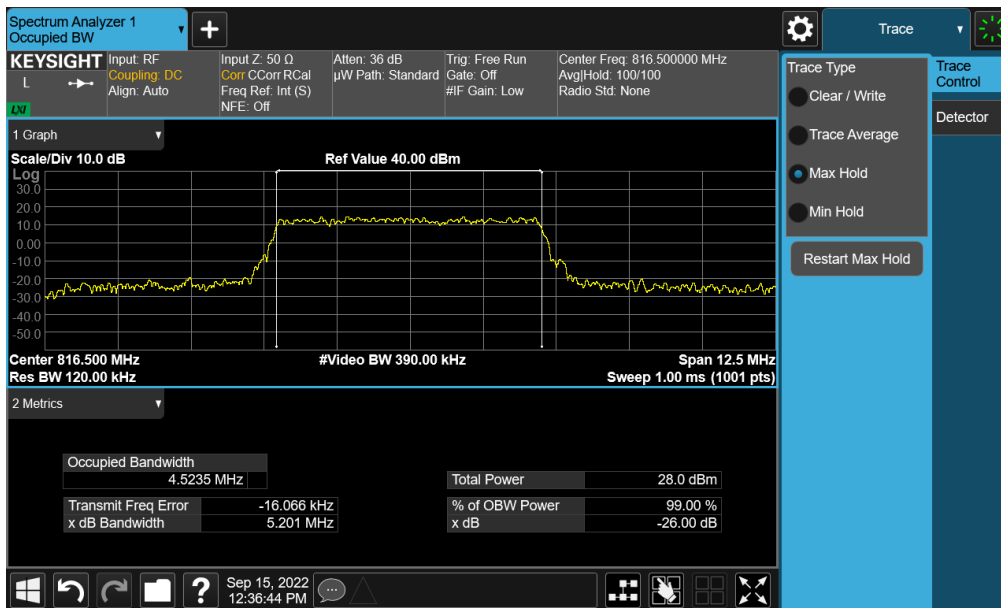 Spectrum Analyzer 1
Occupied BW
Trace
KEYSIGHT
L
LXI
Input: RF
Coupling: DC
Align: Auto
Input Z: 50 Ω
Corr CCorr RCal
Freq Ref: Int (S)
NFE: Off
Atten: 36 dB
µW Path: Standard
Trig: Free Run
Gate: Off
#IF Gain: Low
Center Freq: 816.500000 MHz
Avg|Hold: 100/100
Radio Std: None
Trace Type
Clear / Write
Trace Average
Max Hold
Min Hold
Restart Max Hold
Trace
Control
Detector
1 Graph
Scale/Div 10.0 dB
Ref Value 40.00 dBm
Log
30.0
20.0
10.0
0.00
-10.0
-20.0
-30.0
-40.0
-50.0
Center 816.500 MHz
#Video BW 390.00 kHz
Span 12.5 MHz
Res BW 120.00 kHz
Sweep 1.00 ms (1001 pts)
2 Metrics
Occupied Bandwidth
4.5235 MHz
Total Power 28.0 dBm
Transmit Freq Error -16.066 kHz
% of OBW Power 99.00 %
x dB Bandwidth 5.201 MHz
x dB -26.00 dB
?
Sep 15, 2022
12:36:44 PM